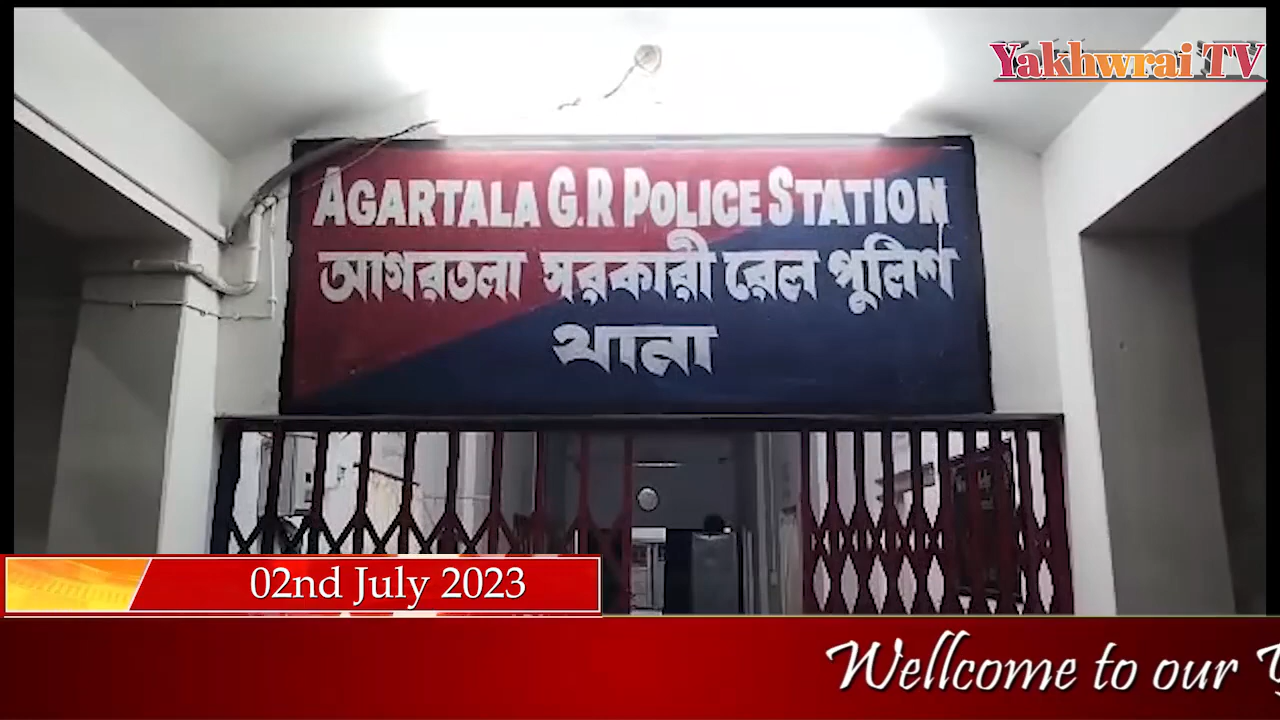 Yakhwrai TV
AGARTALA G.R POLICE STATION
আগরতলা সরকারী রেল পুলিশ
থানা
02nd July 2023
Wellcome to our